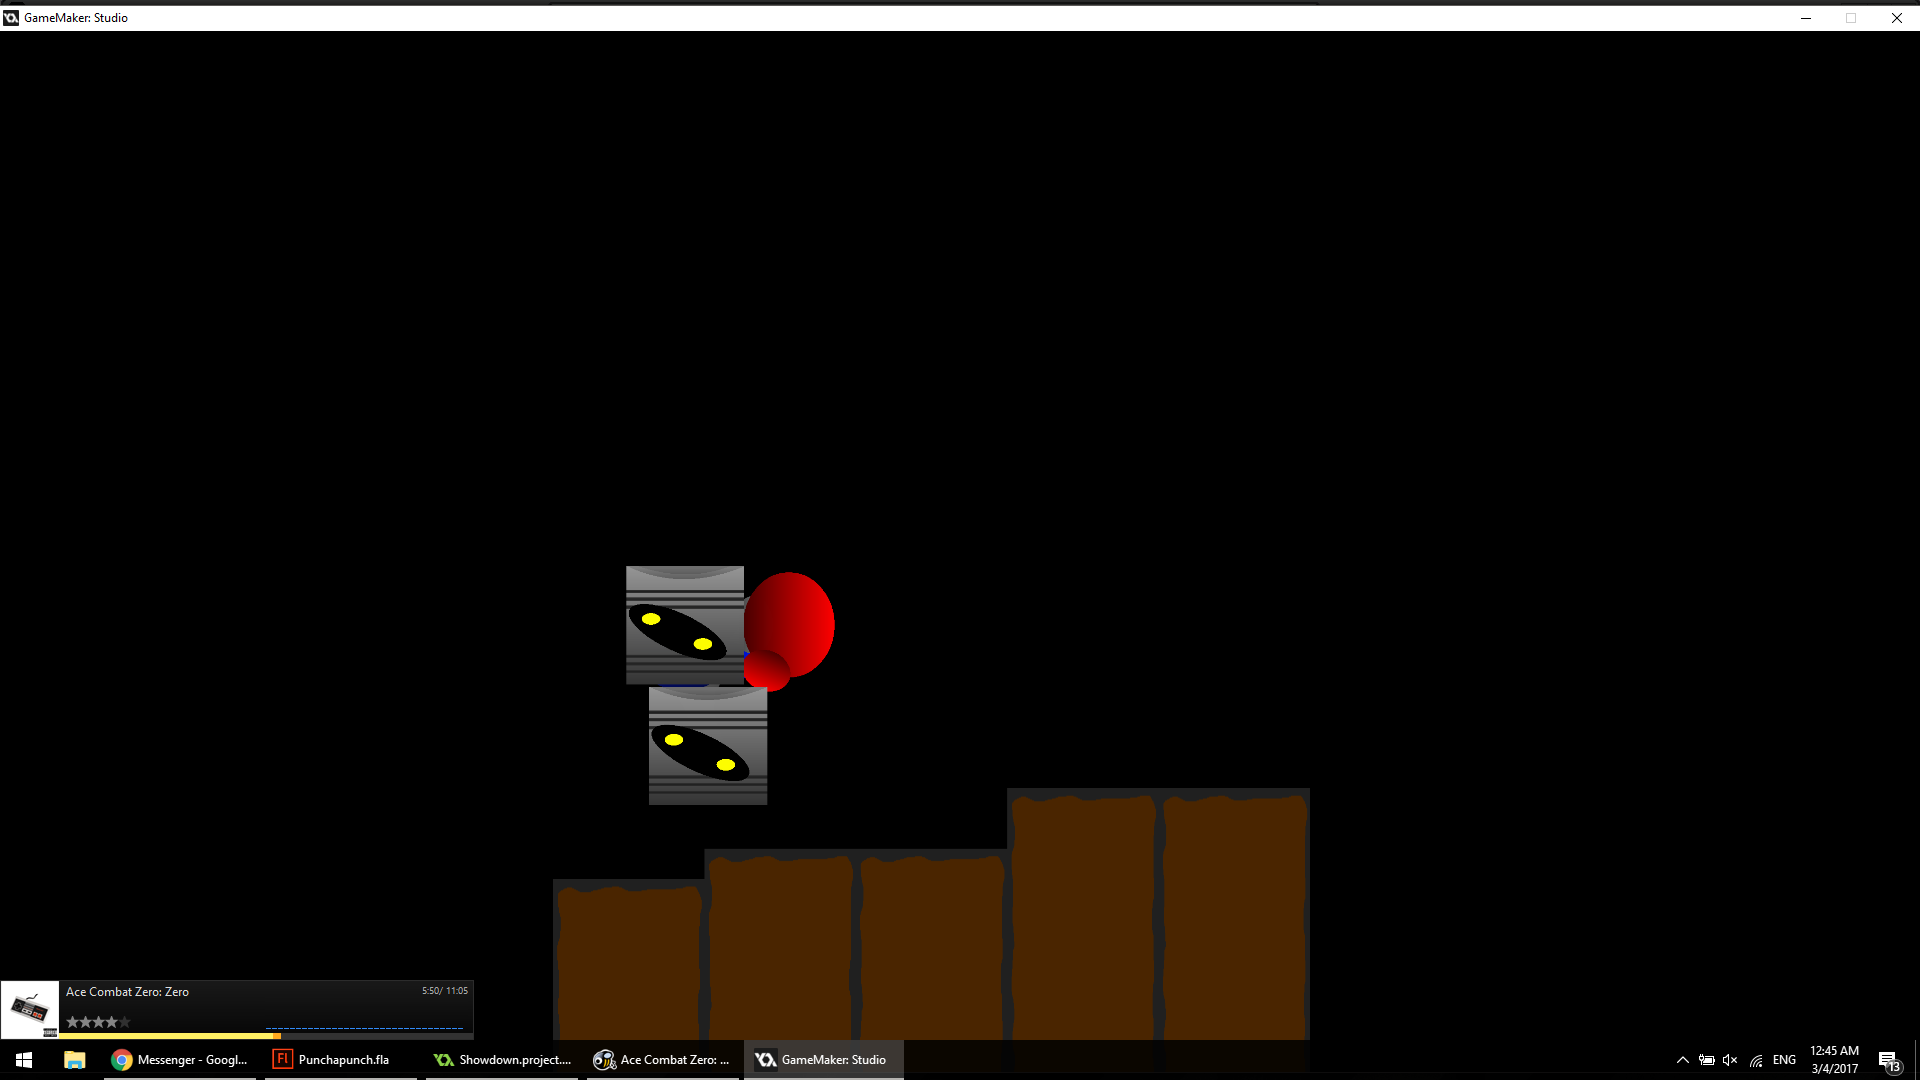 GameMaker: Studio
Ace Combat Zero: Zero
5:50/ 11:05
Messenger - Googl...
Fl
Punchapunch.fla
Showdown.project....
Ace Combat Zero: ...
GameMaker: Studio
ENG
12:45 AM
3/4/2017
13